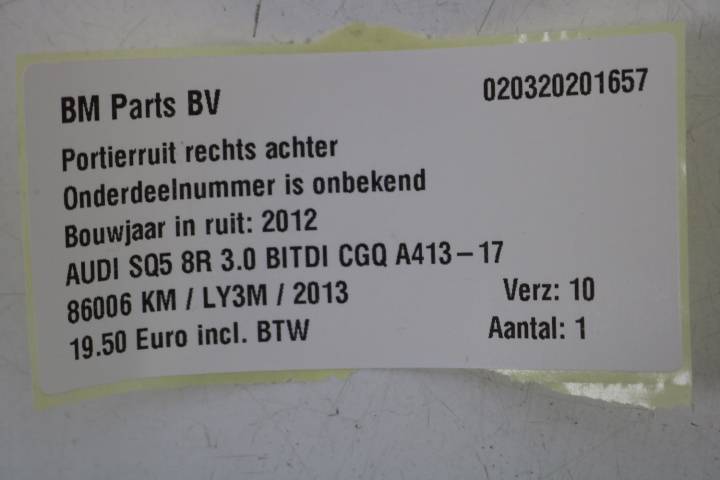 BM Parts BV 020320201657
Portierruit rechts achter
Onderdeelnummer is onbekend
Bouwjaar in ruit: 2012
AUDI SQ5 8R 3.0 BITDI CGQ A413-17
86006 KM / LY3M / 2013 Verz: 10
19.50 Euro incl. BTW Aantal: 1